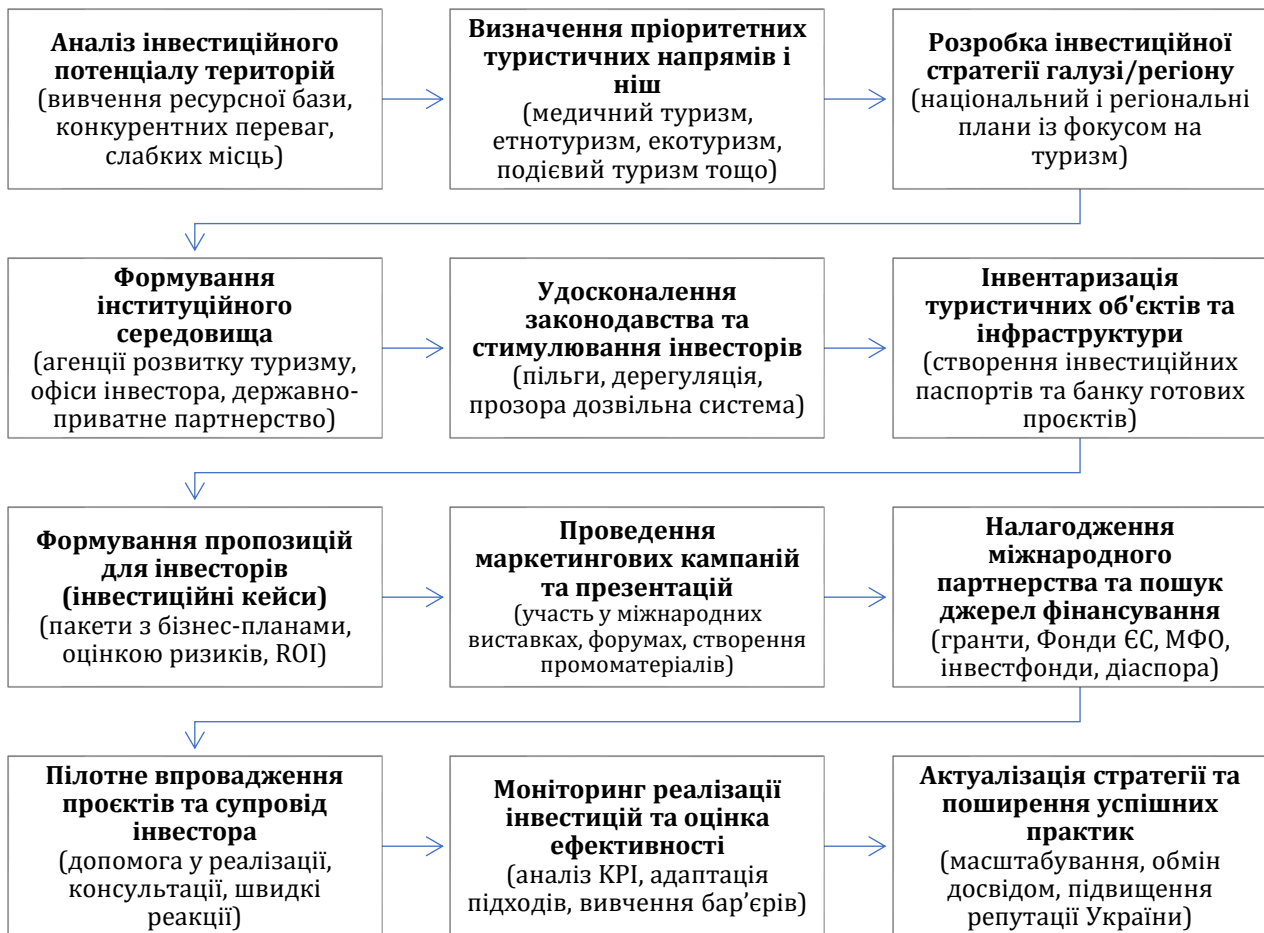 Аналіз інвестиційного
потенціалу територій
(вивчення ресурсної бази,
конкурентних переваг,
слабких місць)
Визначення пріоритетних
туристичних напрямів і
ніш
(медичний туризм,
етнотуризм, екотуризм,
подієвий туризм тощо)
Розробка інвестиційної
стратегії галузі/регіону
(національний і регіональні
плани із фокусом на
туризм)
Формування
інституційного
середовища
(агенції розвитку туризму,
офіси інвестора, державно-
приватне партнерство)
Удосконалення
законодавства та
стимулювання інвесторів
(пільги, дерегуляція,
прозора дозвільна система)
Інвентаризація
туристичних об'єктів та
інфраструктури
(створення інвестиційних
паспортів та банку готових
проєктів)
Формування пропозицій
для інвесторів
(інвестиційні кейси)
(пакети з бізнес-планами,
оцінкою ризиків, ROI)
Проведення
маркетингових кампаній
та презентацій
(участь у міжнародних
виставках, форумах, створення
промоматеріалів)
Налагодження
міжнародного
партнерства та пошук
джерел фінансування
(гранти, Фонди ЄС, МФО,
інвестфонди, діаспора)
Пілотне впровадження
проєктів та супровід
інвестора
(допомога у реалізації,
консультації, швидкі
реакції)
Моніторинг реалізації
інвестицій та оцінка
ефективності
(аналіз KPI, адаптація
підходів, вивчення бар’єрів)
Актуалізація стратегії та
поширення успішних
практик
(масштабування, обмін
досвідом, підвищення
репутації України)